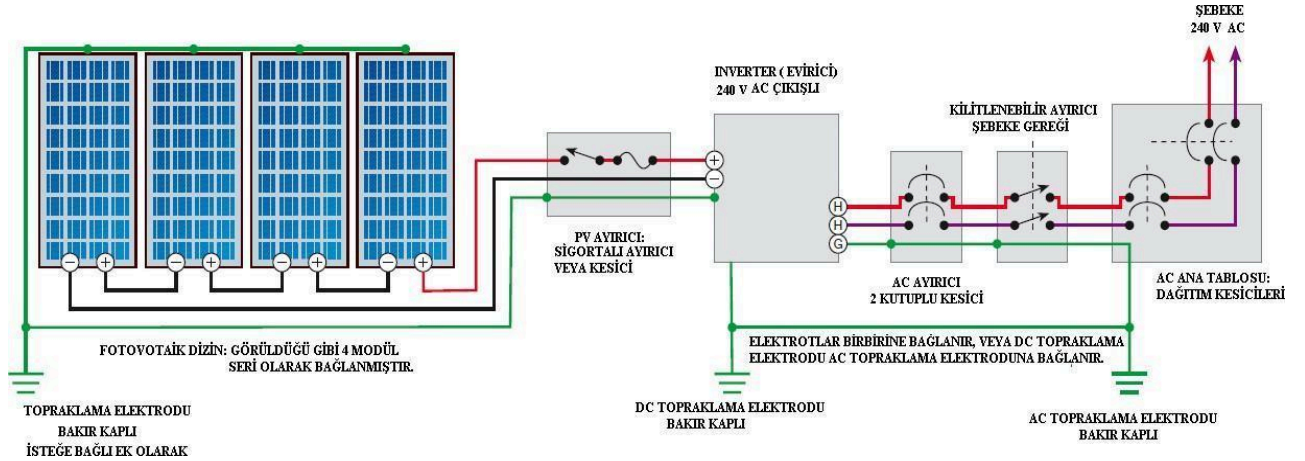 ŞEBEKE
240 V AC
INVERTER ( EVİRİCİ)
240 V AC ÇIKIŞLI
KİLİTLENEBİLİR AYIRICI
ŞEBEKE GEREĞİ
+
−
H
H
G
− + − + − + − +
PV AYIRICI:
SİGORTALI AYIRICI
VEYA KESİCİ
AC AYIRICI
2 KUTUPLU KESİCİ
AC ANA TABLOSU:
DAĞITIM KESİCİLERİ
FOTOVOTAİK DİZİN: GÖRÜLDÜĞÜ GİBİ 4 MODÜL
SERİ OLARAK BAĞLANMIŞTIR.
ELEKTROTLAR BİRBİRİNE BAĞLANIR, VEYA DC TOPRAKLAMA
ELEKTRODU AC TOPRAKLAMA ELEKTRODUNA BAĞLANIR.
TOPRAKLAMA ELEKTRODU
BAKIR KAPLI
İSTEĞE BAĞLI EK OLARAK
DC TOPRAKLAMA ELEKTRODU
BAKIR KAPLI
AC TOPRAKLAMA ELEKTRODU
BAKIR KAPLI